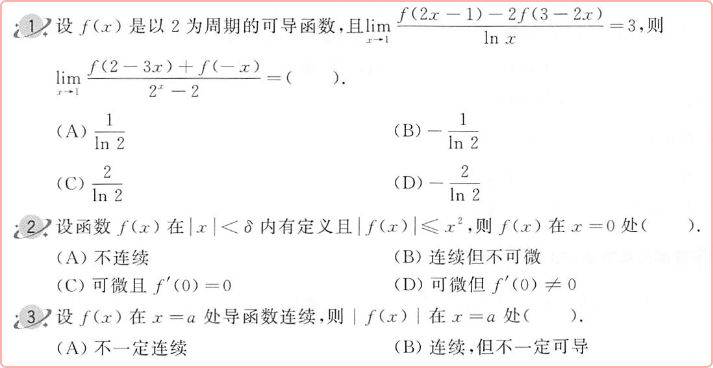 1 设 f(x) 是以 2 为周期的可导函数,且 lim_{x→1} \frac{f(2x-1)-2f(3-2x)}{\ln x}=3,则
lim_{x→1} \frac{f(2-3x)+f(-x)}{2^x-2}=( ).
(A) \frac{1}{\ln 2} (B) -\frac{1}{\ln 2}
(C) \frac{2}{\ln 2} (D) -\frac{2}{\ln 2}
2 设函数 f(x) 在|x|<δ 内有定义且|f(x)|≤x^2,则 f(x) 在 x=0 处( ).
(A) 不连续 (B) 连续但不可微
(C) 可微且 f′(0)=0 (D) 可微但 f′(0)≠0
3 设 f(x) 在 x=a 处导函数连续,则|f(x)|在 x=a 处( ).
(A) 不一定连续 (B) 连续,但不一定可导